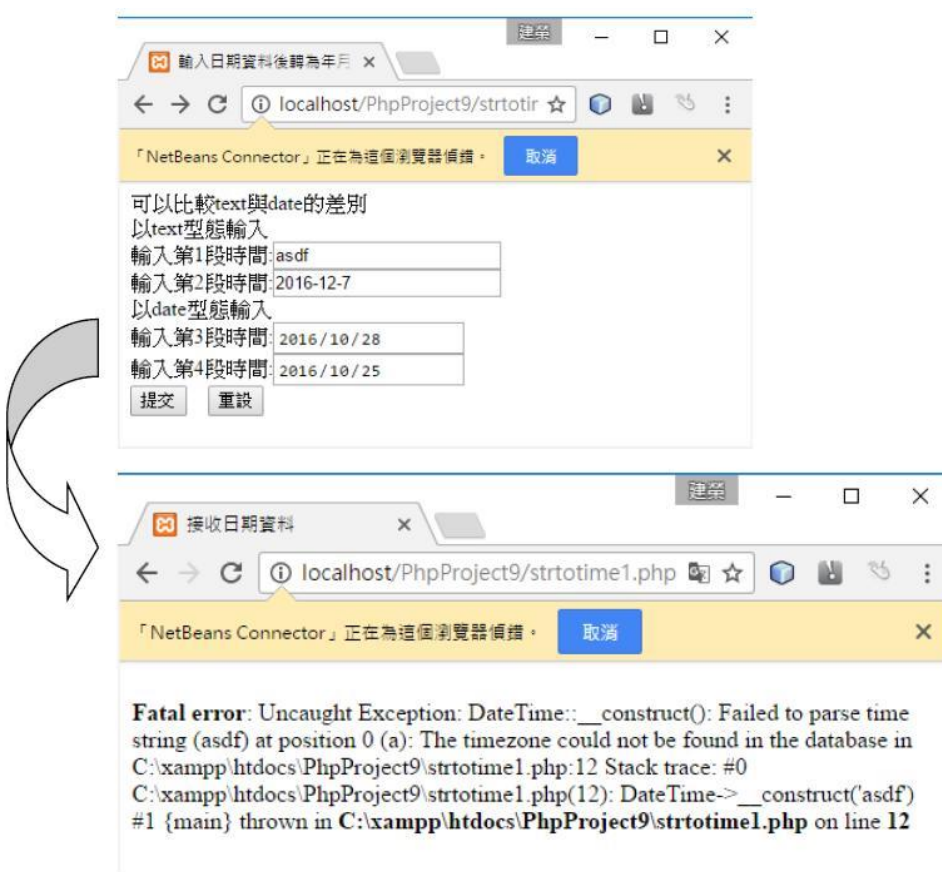 建榮
輸入日期資料後轉為年月
localhost/PhpProject9/strtotir
「NetBeans Connector」正在為這個瀏覽器偵錯。 取消
可以比較text與date的差別
以text型態輸入
輸入第1段時間:asdf
輸入第2段時間:2016-12-7
以date型態輸入
輸入第3段時間: 2016/10/28
輸入第4段時間: 2016/10/25
提交 重設
建榮
接收日期資料
localhost/PhpProject9/strtotime1.php
「NetBeans Connector」正在為這個瀏覽器偵錯。 取消
Fatal error: Uncaught Exception: DateTime::__construct(): Failed to parse time
string (asdf) at position 0 (a): The timezone could not be found in the database in
C:\xampp\htdocs\PhpProject9\strtotime1.php:12 Stack trace: #0
C:\xampp\htdocs\PhpProject9\strtotime1.php(12): DateTime->__construct('asdf')
#1 {main} thrown in C:\xampp\htdocs\PhpProject9\strtotime1.php on line 12